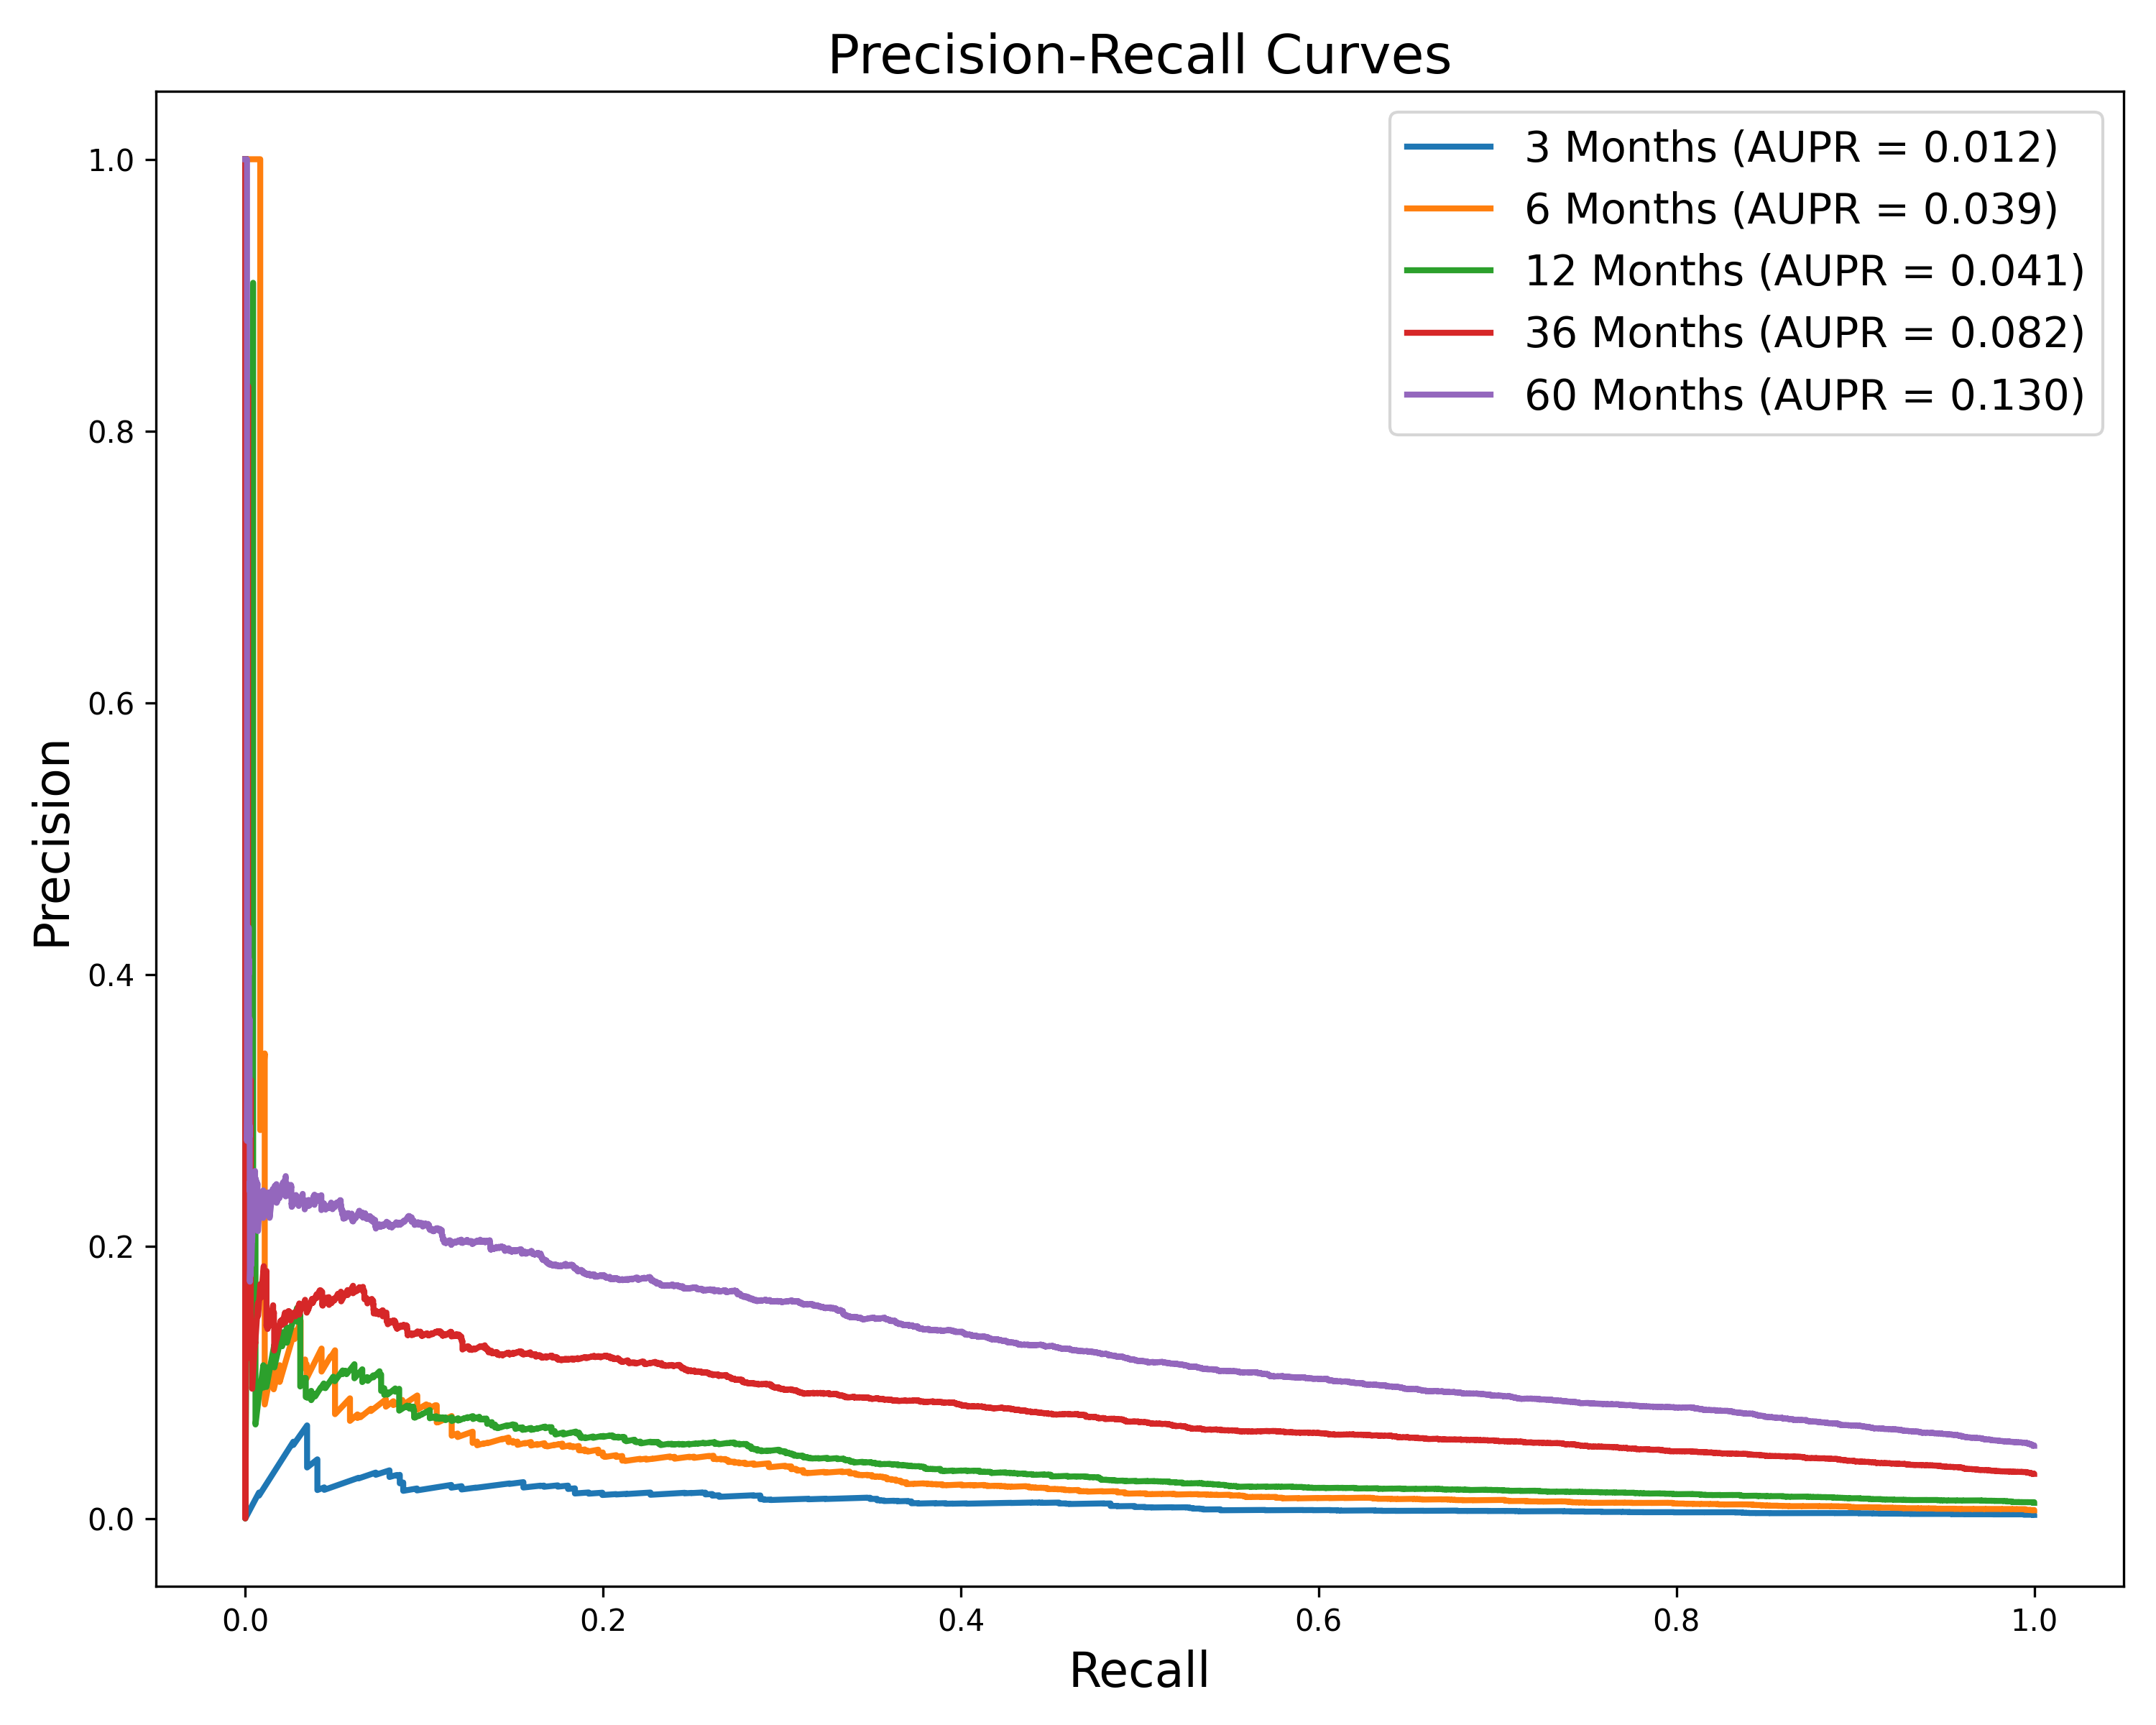 Precision-Recall Curves
3 Months (AUPR = 0.012)
6 Months (AUPR = 0.039)
12 Months (AUPR = 0.041)
36 Months (AUPR = 0.082)
60 Months (AUPR = 0.130)
Precision
1.0
0.8
0.6
0.4
0.2
0.0
0.0 0.2 0.4 0.6 0.8 1.0
Recall